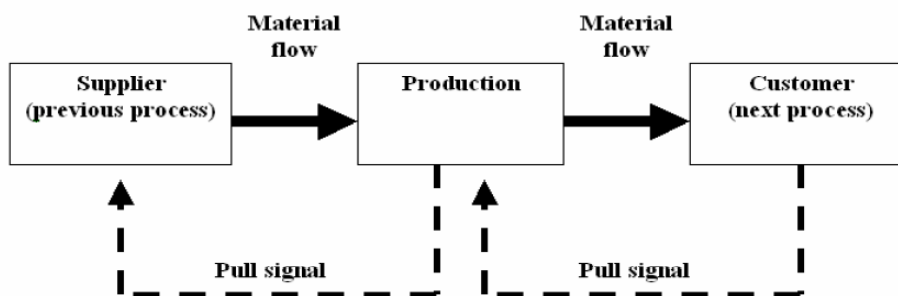 Material
flow
Material
flow
Supplier
(previous process)
Production
Customer
(next process)
Pull signal
Pull signal